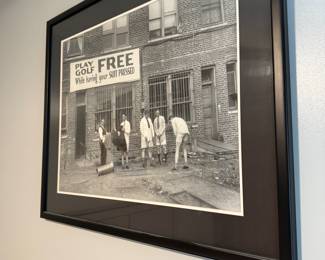 PLAY GOLF FREE
While having your SUIT PRESSED